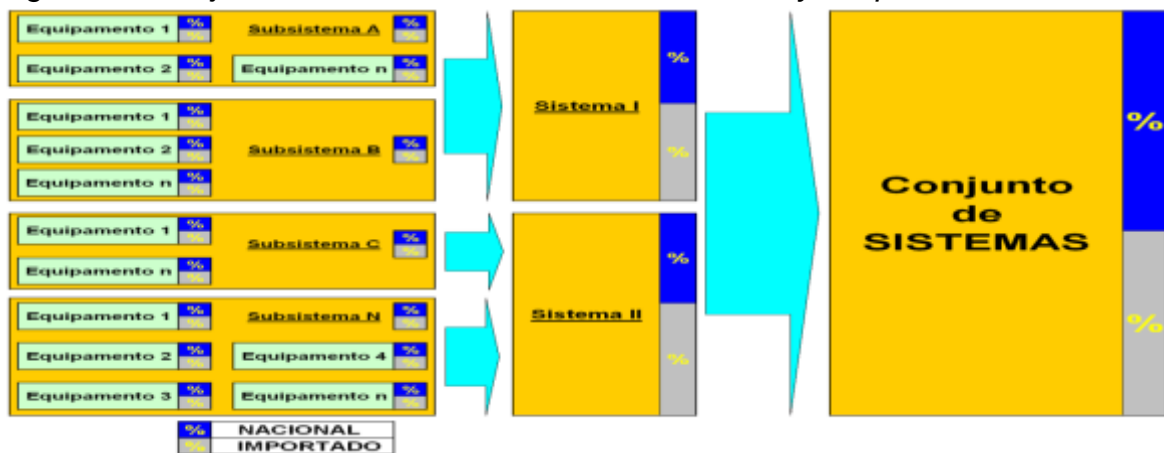 Equipamento 1 % %
Subsistema A % %
Equipamento 2 % %
Equipamento n % %
Equipamento 1 % %
Equipamento 2 % %
Subsistema B % %
Equipamento n % %
Equipamento 1 % %
Subsistema C % %
Equipamento n % %
Equipamento 1 % %
Subsistema N % %
Equipamento 2 % %
Equipamento 4 % %
Equipamento 3 % %
Equipamento n % %
Sistema I
%
%
Sistema II
%
%
Conjunto
de
SISTEMAS
%
%
% NACIONAL
% IMPORTADO